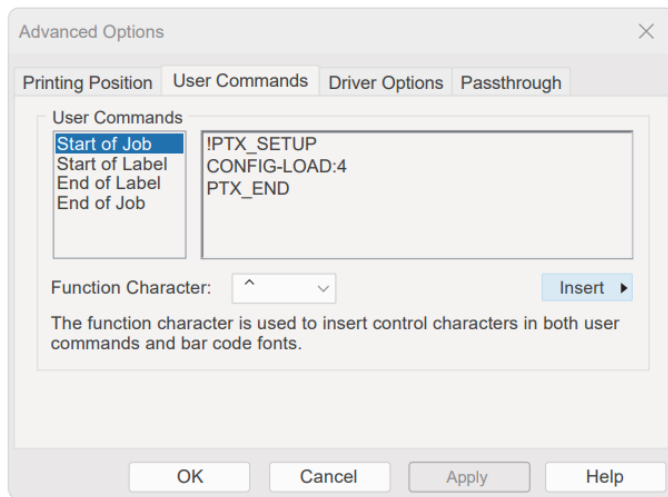 Advanced Options
Printing Position User Commands Driver Options Passthrough
User Commands
Start of Job
Start of Label
End of Label
End of Job
!PTX_SETUP
CONFIG-LOAD:4
PTX_END
Function Character: ^ Insert
The function character is used to insert control characters in both user
commands and bar code fonts.
OK Cancel Apply Help